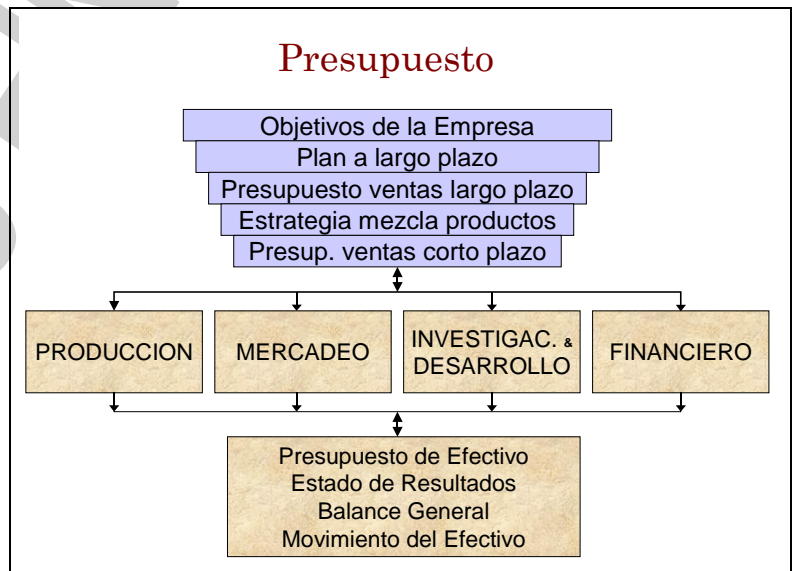 Presupuesto
Objetivos de la Empresa
Plan a largo plazo
Presupuesto ventas largo plazo
Estrategia mezcla productos
Presup. ventas corto plazo
PRODUCCION
MERCADEO
INVESTIGAC. &
DESARROLLO
FINANCIERO
Presupuesto de Efectivo
Estado de Resultados
Balance General
Movimiento del Efectivo